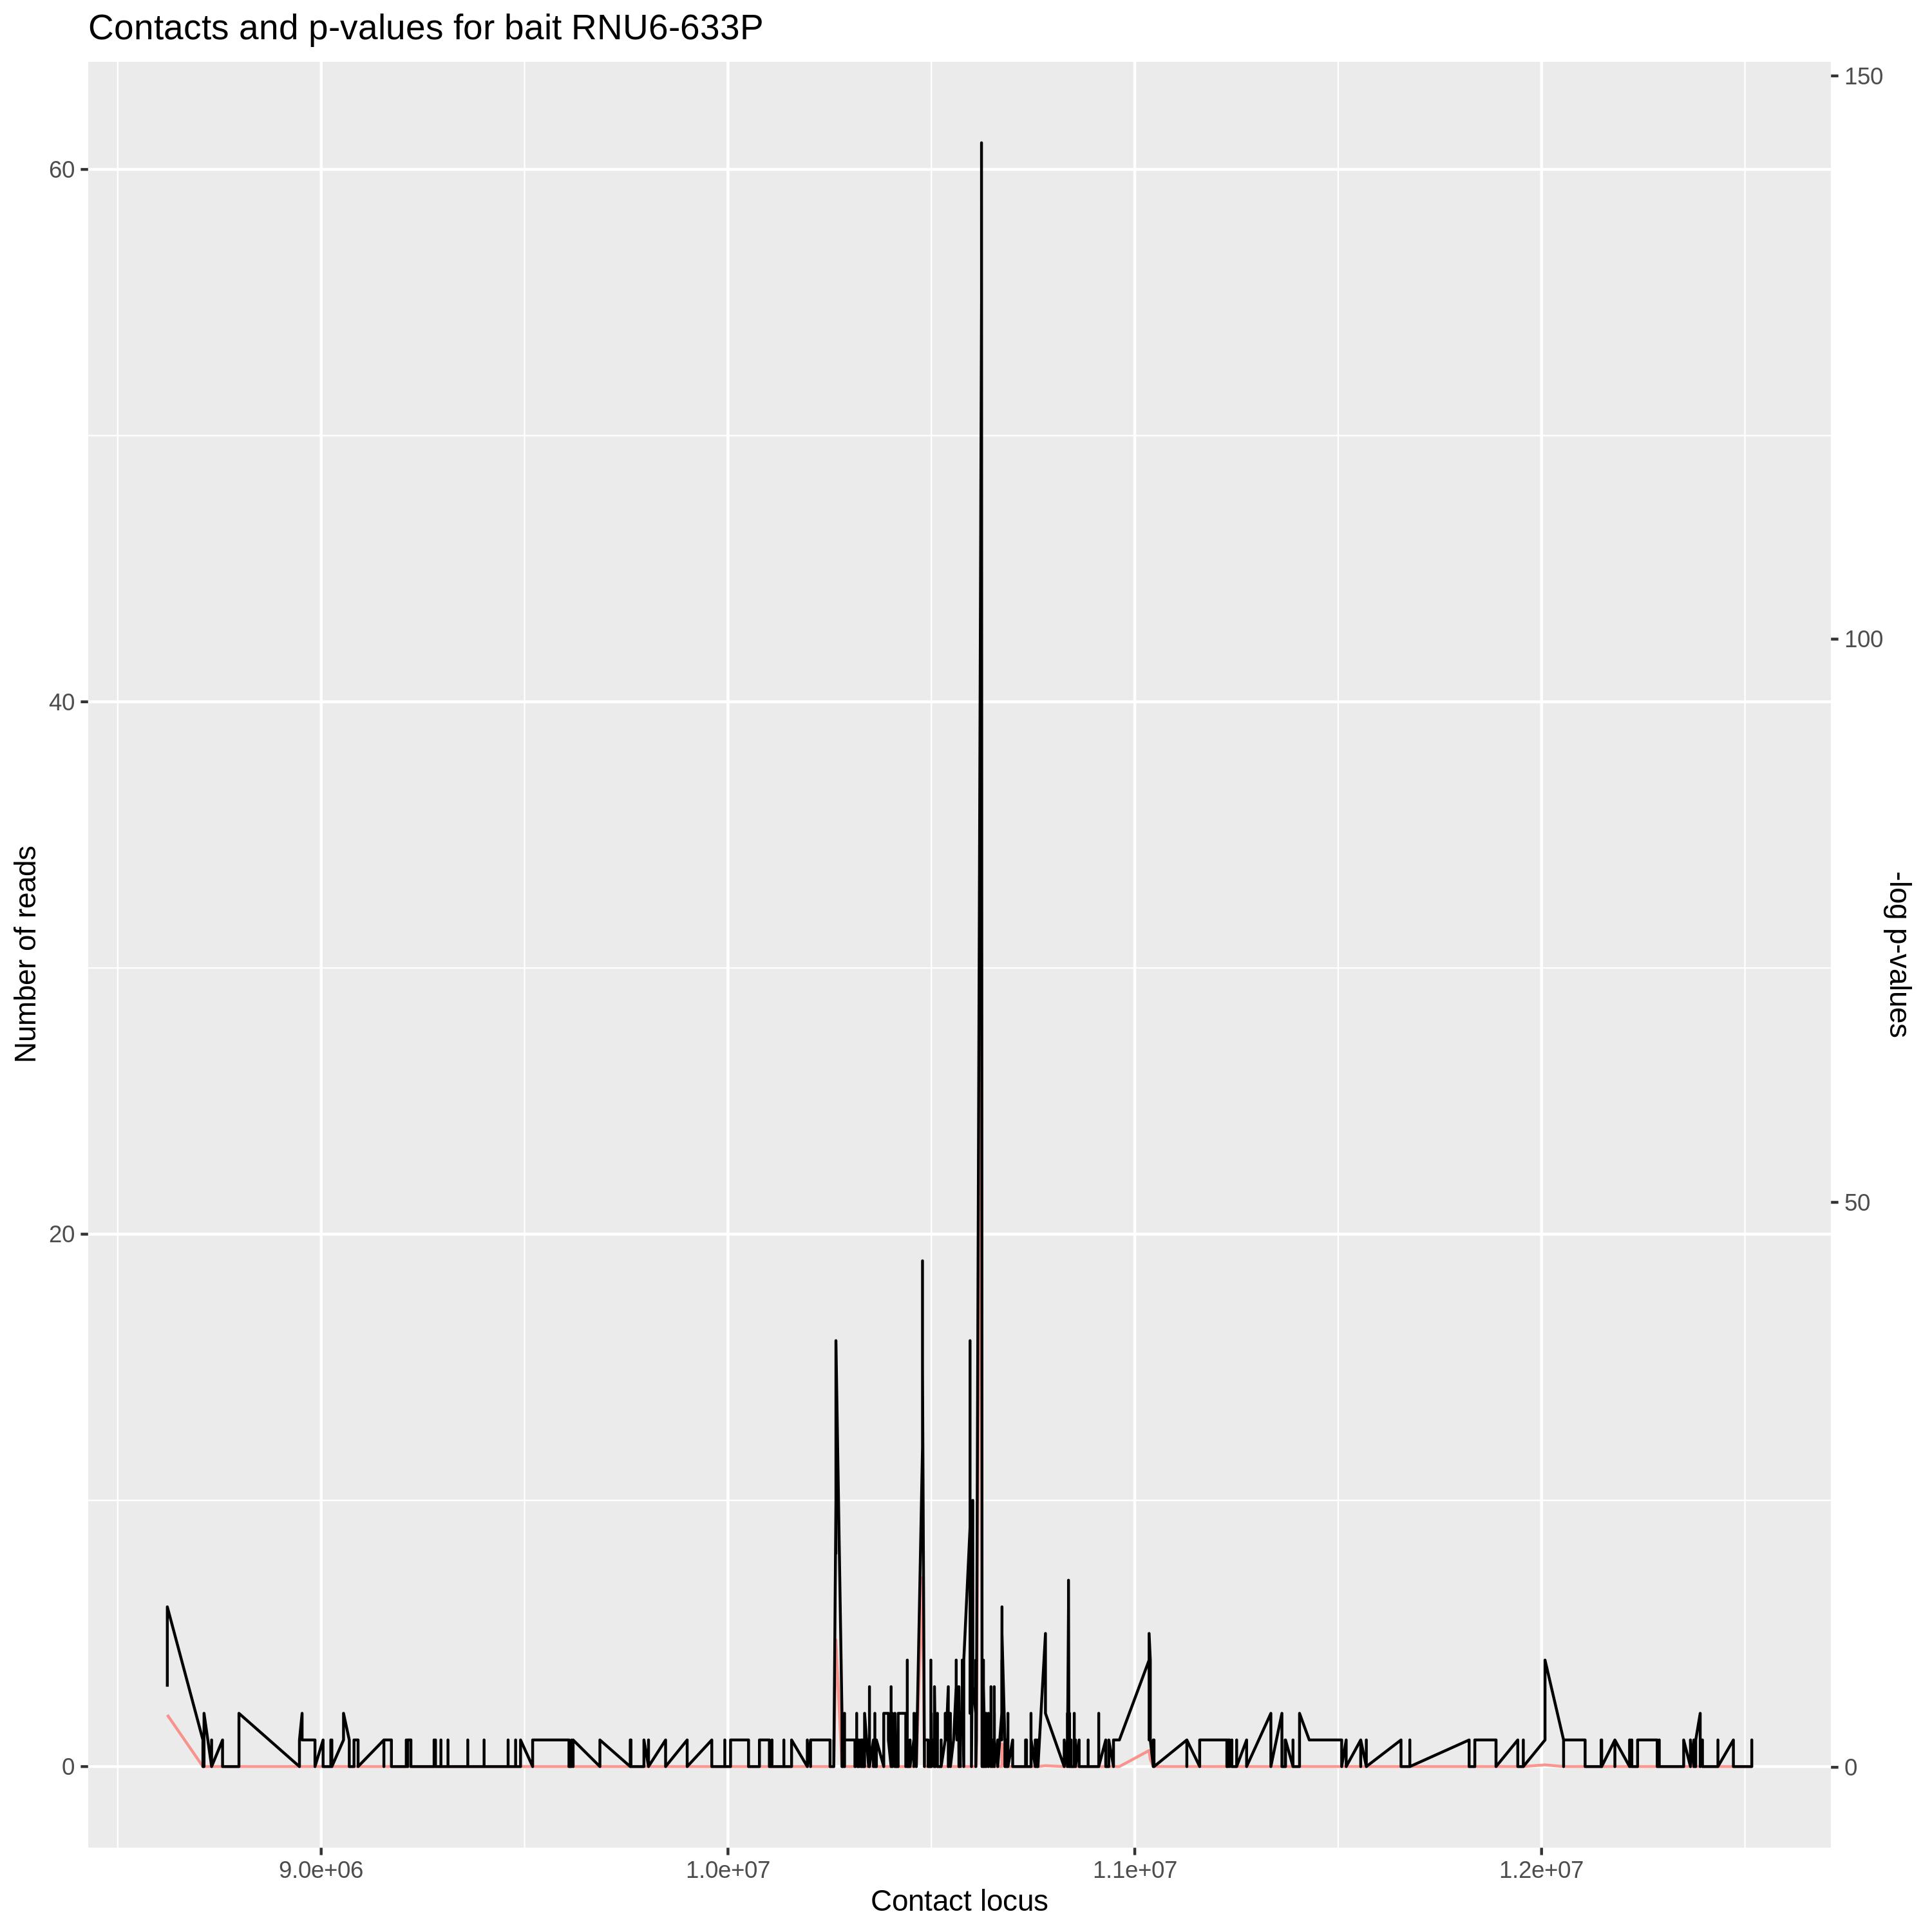 Contacts and p-values for bait RNU6-633P
60
40
20
0
Number of reads
150
100
50
0
-log p-values
9.0e+06
1.0e+07
1.1e+07
1.2e+07
Contact locus